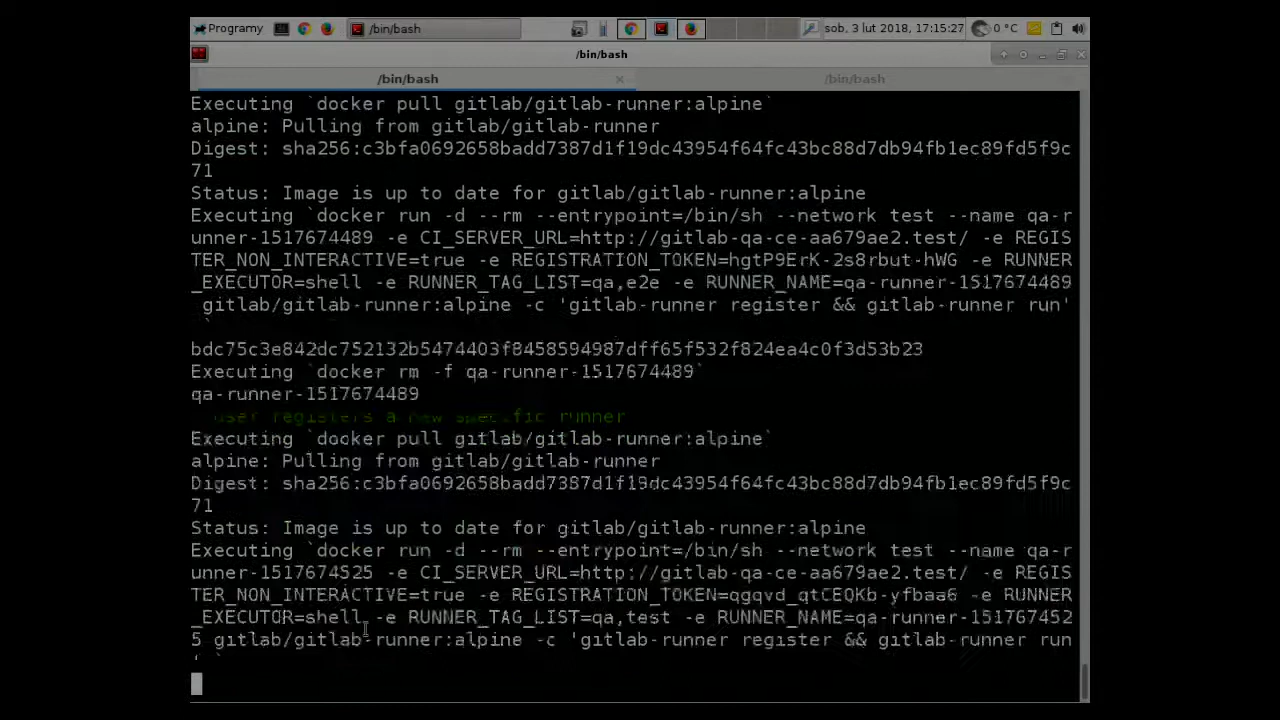 Programy /bin/bash sob, 3 lut 2018, 17:15:27 0 °C
/bin/bash
/bin/bash /bin/bash
Executing `docker pull gitlab/gitlab-runner:alpine`
alpine: Pulling from gitlab/gitlab-runner
Digest: sha256:c3bfa0692658badd7387d1f19dc43954f64fc43bc88d7db94fb1ec89fd5f9c
71
Status: Image is up to date for gitlab/gitlab-runner:alpine
Executing `docker run -d --rm --entrypoint=/bin/sh --network test --name qa-r
unner-1517674489 -e CI_SERVER_URL=http://gitlab-qa-ce-aa679ae2.test/ -e REGIS
TER_NON_INTERACTIVE=true -e REGISTRATION_TOKEN=hgtP9ErK-2s8rbut-hWG -e RUNNER
_EXECUTOR=shell -e RUNNER_TAG_LIST=qa,e2e -e RUNNER_NAME=qa-runner-1517674489
gitlab/gitlab-runner:alpine -c 'gitlab-runner register && gitlab-runner run'
`
bdc75c3e842dc752132b5474403f8458594987dff65f532f824ea4c0f3d53b23
Executing `docker rm -f qa-runner-1517674489`
qa-runner-1517674489
user registers a new specific runner
Executing `docker pull gitlab/gitlab-runner:alpine`
alpine: Pulling from gitlab/gitlab-runner
Digest: sha256:c3bfa0692658badd7387d1f19dc43954f64fc43bc88d7db94fb1ec89fd5f9c
71
Status: Image is up to date for gitlab/gitlab-runner:alpine
Executing `docker run -d --rm --entrypoint=/bin/sh --network test --name qa-r
unner-1517674525 -e CI_SERVER_URL=http://gitlab-qa-ce-aa679ae2.test/ -e REGIS
TER_NON_INTERACTIVE=true -e REGISTRATION_TOKEN=qgqvd_qtCEQKb-yfbaa6 -e RUNNER
_EXECUTOR=shell -e RUNNER_TAG_LIST=qa,test -e RUNNER_NAME=qa-runner-151767452
5 gitlab/gitlab-runner:alpine -c 'gitlab-runner register && gitlab-runner run
' `